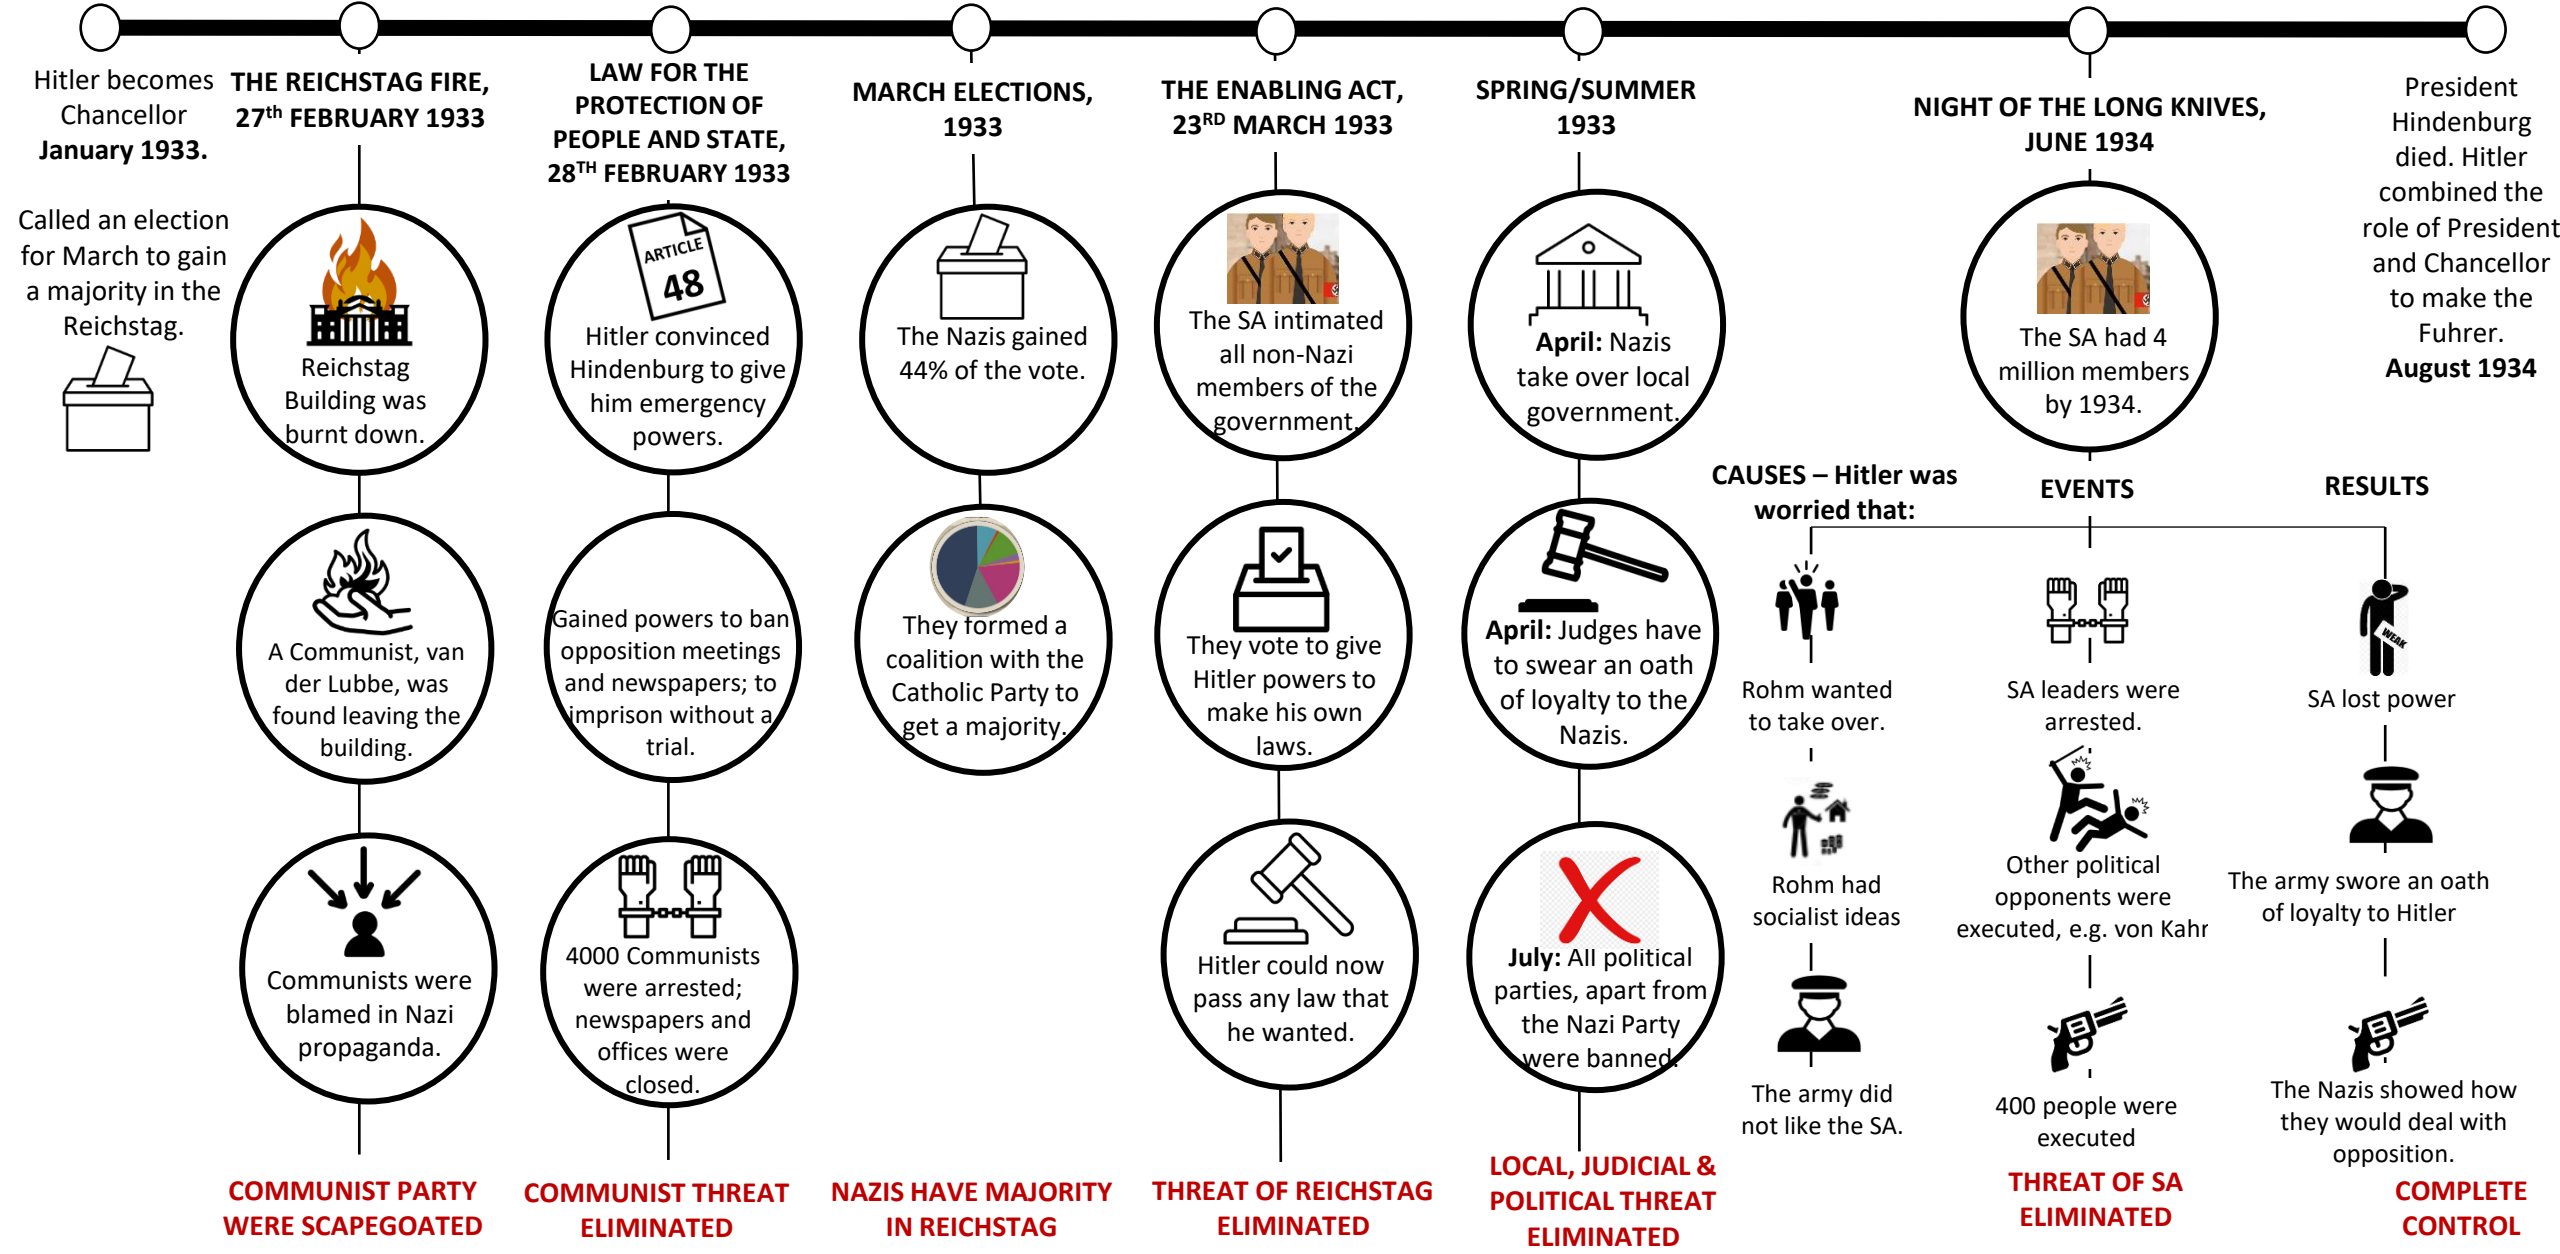 Hitler becomes
Chancellor
January 1933.
Called an election
for March to gain
a majority in the
Reichstag.
THE REICHSTAG FIRE,
27th FEBRUARY 1933
Reichstag
Building was
burnt down.
A Communist, van
der Lubbe, was
found leaving the
building.
Communists were
blamed in Nazi
propaganda.
COMMUNIST PARTY
WERE SCAPEGOATED
LAW FOR THE
PROTECTION OF
PEOPLE AND STATE,
28TH FEBRUARY 1933
ARTICLE
48
Hitler convinced
Hindenburg to give
him emergency
powers.
Gained powers to ban
opposition meetings
and newspapers; to
imprison without a
trial.
4000 Communists
were arrested;
newspapers and
offices were
closed.
COMMUNIST THREAT
ELIMINATED
MARCH ELECTIONS,
1933
The Nazis gained
44% of the vote.
They formed a
coalition with the
Catholic Party to
get a majority.
NAZIS HAVE MAJORITY
IN REICHSTAG
THE ENABLING ACT,
23RD MARCH 1933
The SA intimated
all non-Nazi
members of the
government.
They vote to give
Hitler powers to
make his own
laws.
Hitler could now
pass any law that
he wanted.
THREAT OF REICHSTAG
ELIMINATED
SPRING/SUMMER
1933
April: Nazis
take over local
government.
April: Judges have
to swear an oath
of loyalty to the
Nazis.
July: All political
parties, apart from
the Nazi Party
were banned.
LOCAL, JUDICIAL &
POLITICAL THREAT
ELIMINATED
NIGHT OF THE LONG KNIVES,
JUNE 1934
The SA had 4
million members
by 1934.
CAUSES – Hitler was
worried that:
Rohm wanted
to take over.
Rohm had
socialist ideas
The army did
not like the SA.
EVENTS
SA leaders were
arrested.
Other political
opponents were
executed, e.g. von Kahr
400 people were
executed
THREAT OF SA
ELIMINATED
RESULTS
WEAK
SA lost power
The army swore an oath
of loyalty to Hitler
The Nazis showed how
they would deal with
opposition.
COMPLETE
CONTROL
President
Hindenburg
died. Hitler
combined the
role of President
and Chancellor
to make the
Fuhrer.
August 1934